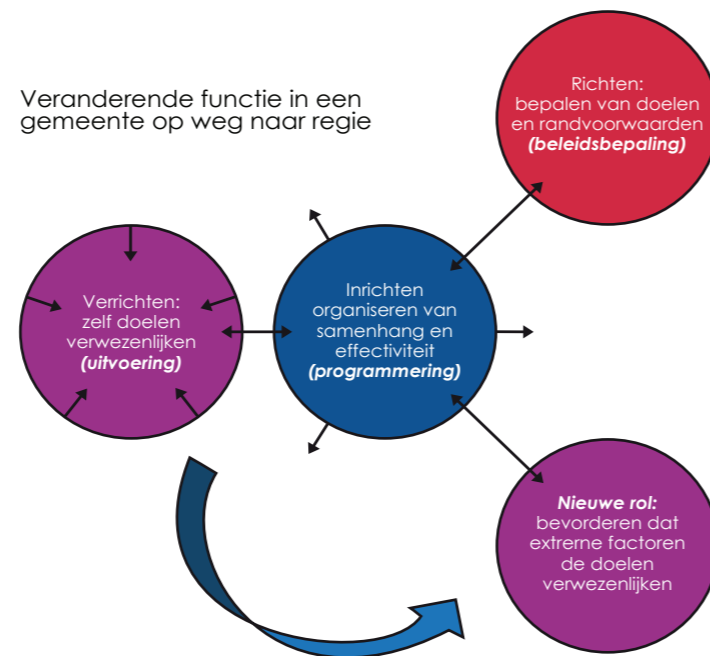 Veranderende functie in een
gemeente op weg naar regie
Richten:
bepalen van doelen
en randvoorwaarden
(beleidsbepaling)
Verrichten:
zelf doelen
verwezenlijken
(uitvoering)
Inrichten
organiseren van
samenhang en
effectiviteit
(programmering)
Nieuwe rol:
bevorderen dat
extrerne factoren
de doelen
verwezenlijken